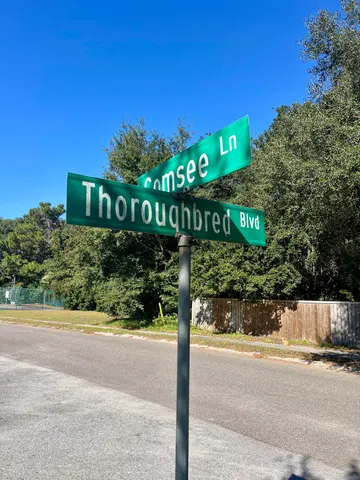 Comsee Ln
Thoroughbred Blvd